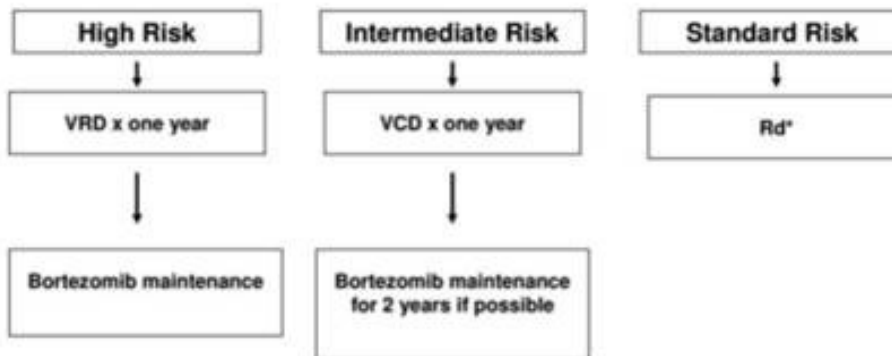 High Risk
Intermediate Risk
Standard Risk
VRD x one year
VCD x one year
Rd*
Bortezomib maintenance
Bortezomib maintenance
for 2 years if possible